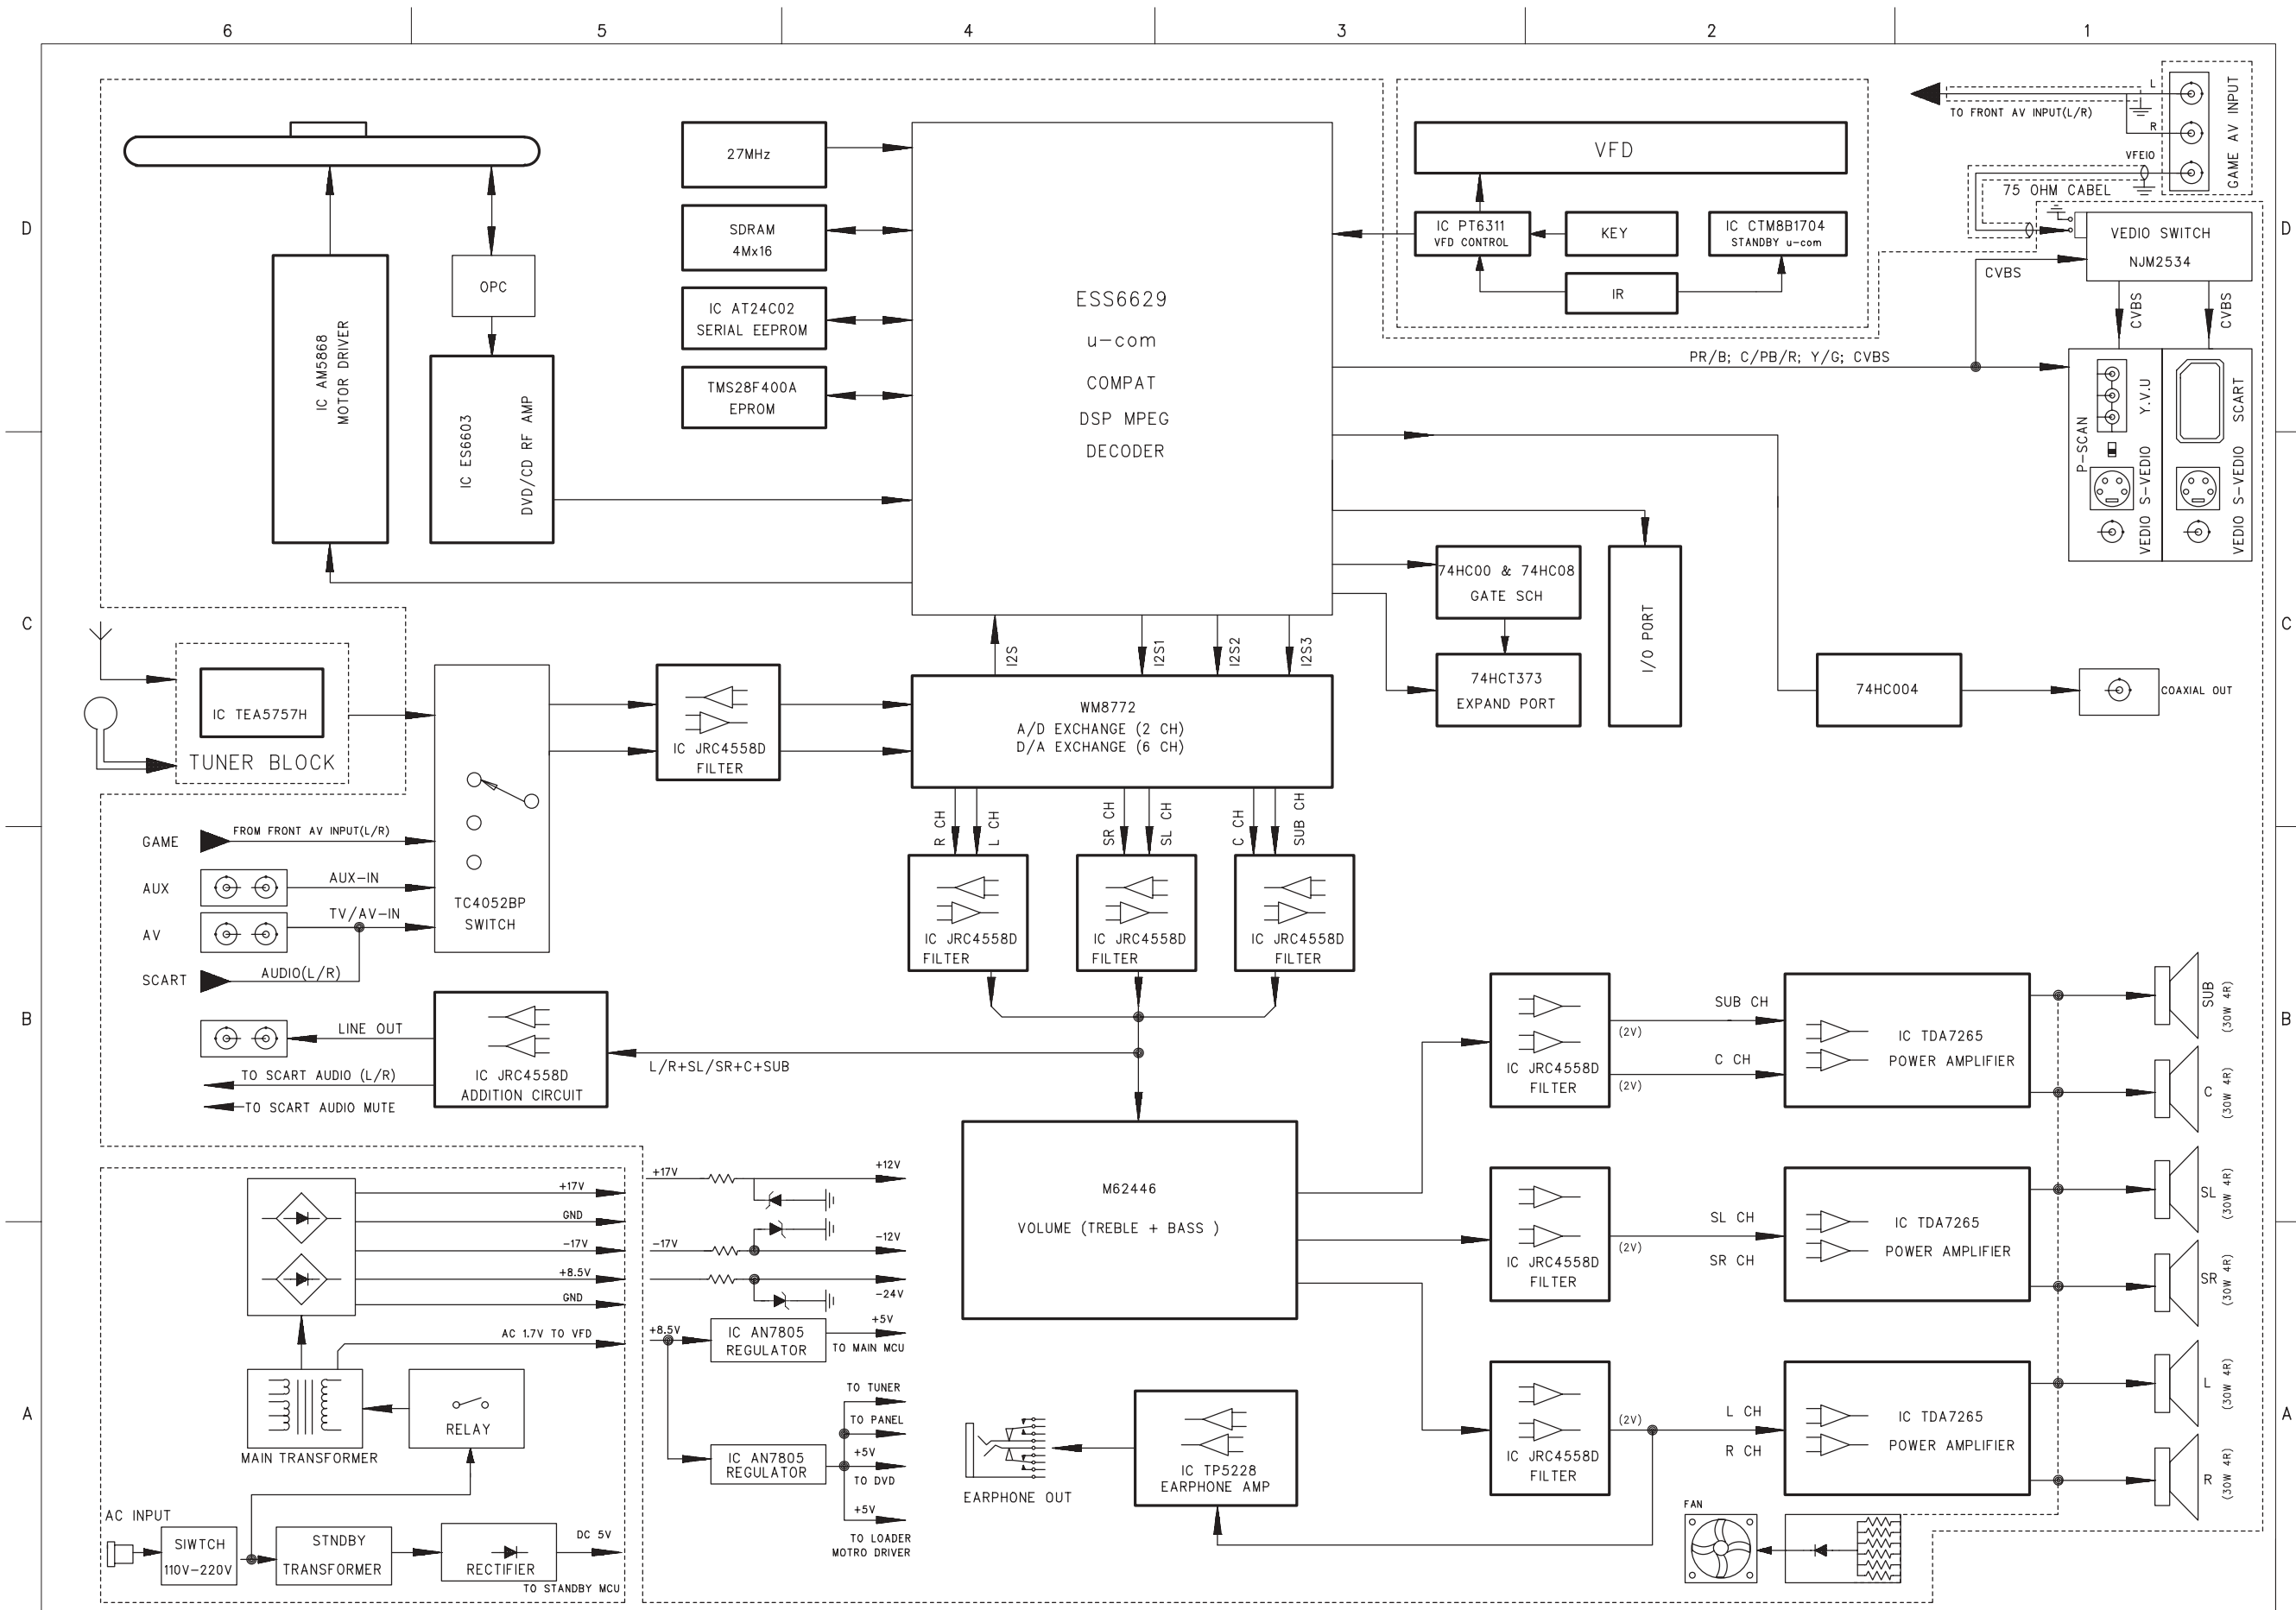 6 5 4 3 2 1
D
C
B
A
D
C
B
A
27MHz
SDRAM
4Mx16
IC AT24C02
SERIAL EEPROM
TMS28F400A
EPROM
OPC
IC AM5868
MOTOR DRIVER
IC ES6603
DVD/CD RF AMP
ESS6629
u-com
COMPAT
DSP MPEG
DECODER
VFD
IC PT6311
VFD CONTROL
KEY
IC CTM8B1704
STANDBY u-com
IR
L
TO FRONT AV INPUT(L/R)
R
VFEIO
GAME AV INPUT
75 OHM CABEL
VEDIO SWITCH
NJM2534
CVBS
CVBS
CVBS
PR/B; C/PB/R; Y/G; CVBS
P-SCAN
Y.V.U
VEDIO S-VEDIO
SCART
VEDIO S-VEDIO
74HC00 & 74HC08
GATE SCH
74HCT373
EXPAND PORT
I/O PORT
74HC004
COAXIAL OUT
I2S
I2S1
I2S2
I2S3
IC TEA5757H
TUNER BLOCK
IC JRC4558D
FILTER
WM8772
A/D EXCHANGE (2 CH)
D/A EXCHANGE (6 CH)
R CH
L CH
SR CH
SL CH
C CH
SUB CH
GAME
FROM FRONT AV INPUT(L/R)
AUX
AUX-IN
AV
TV/AV-IN
SCART
AUDIO(L/R)
TC4052BP
SWITCH
IC JRC4558D
FILTER
IC JRC4558D
FILTER
IC JRC4558D
FILTER
LINE OUT
TO SCART AUDIO (L/R)
TO SCART AUDIO MUTE
IC JRC4558D
ADDITION CIRCUIT
L/R+SL/SR+C+SUB
M62446
VOLUME (TREBLE + BASS )
IC JRC4558D
FILTER
(2V)
(2V)
SUB CH
C CH
IC TDA7265
POWER AMPLIFIER
SUB
(30W 4R)
C
(30W 4R)
IC JRC4558D
FILTER
(2V)
SL CH
SR CH
IC TDA7265
POWER AMPLIFIER
SL
(30W 4R)
SR
(30W 4R)
IC JRC4558D
FILTER
(2V)
L CH
R CH
IC TDA7265
POWER AMPLIFIER
L
(30W 4R)
R
(30W 4R)
FAN
IC TP5228
EARPHONE AMP
EARPHONE OUT
+17V
GND
-17V
+8.5V
GND
AC 1.7V TO VFD
+17V
+12V
-17V
-12V
-24V
+8.5V
IC AN7805
REGULATOR
+5V
TO MAIN MCU
IC AN7805
REGULATOR
TO TUNER
TO PANEL
+5V
TO DVD
+5V
TO LOADER
MOTRO DRIVER
MAIN TRANSFORMER
RELAY
AC INPUT
SIWTCH
110V-220V
STNDBY
TRANSFORMER
RECTIFIER
DC 5V
TO STANDBY MCU